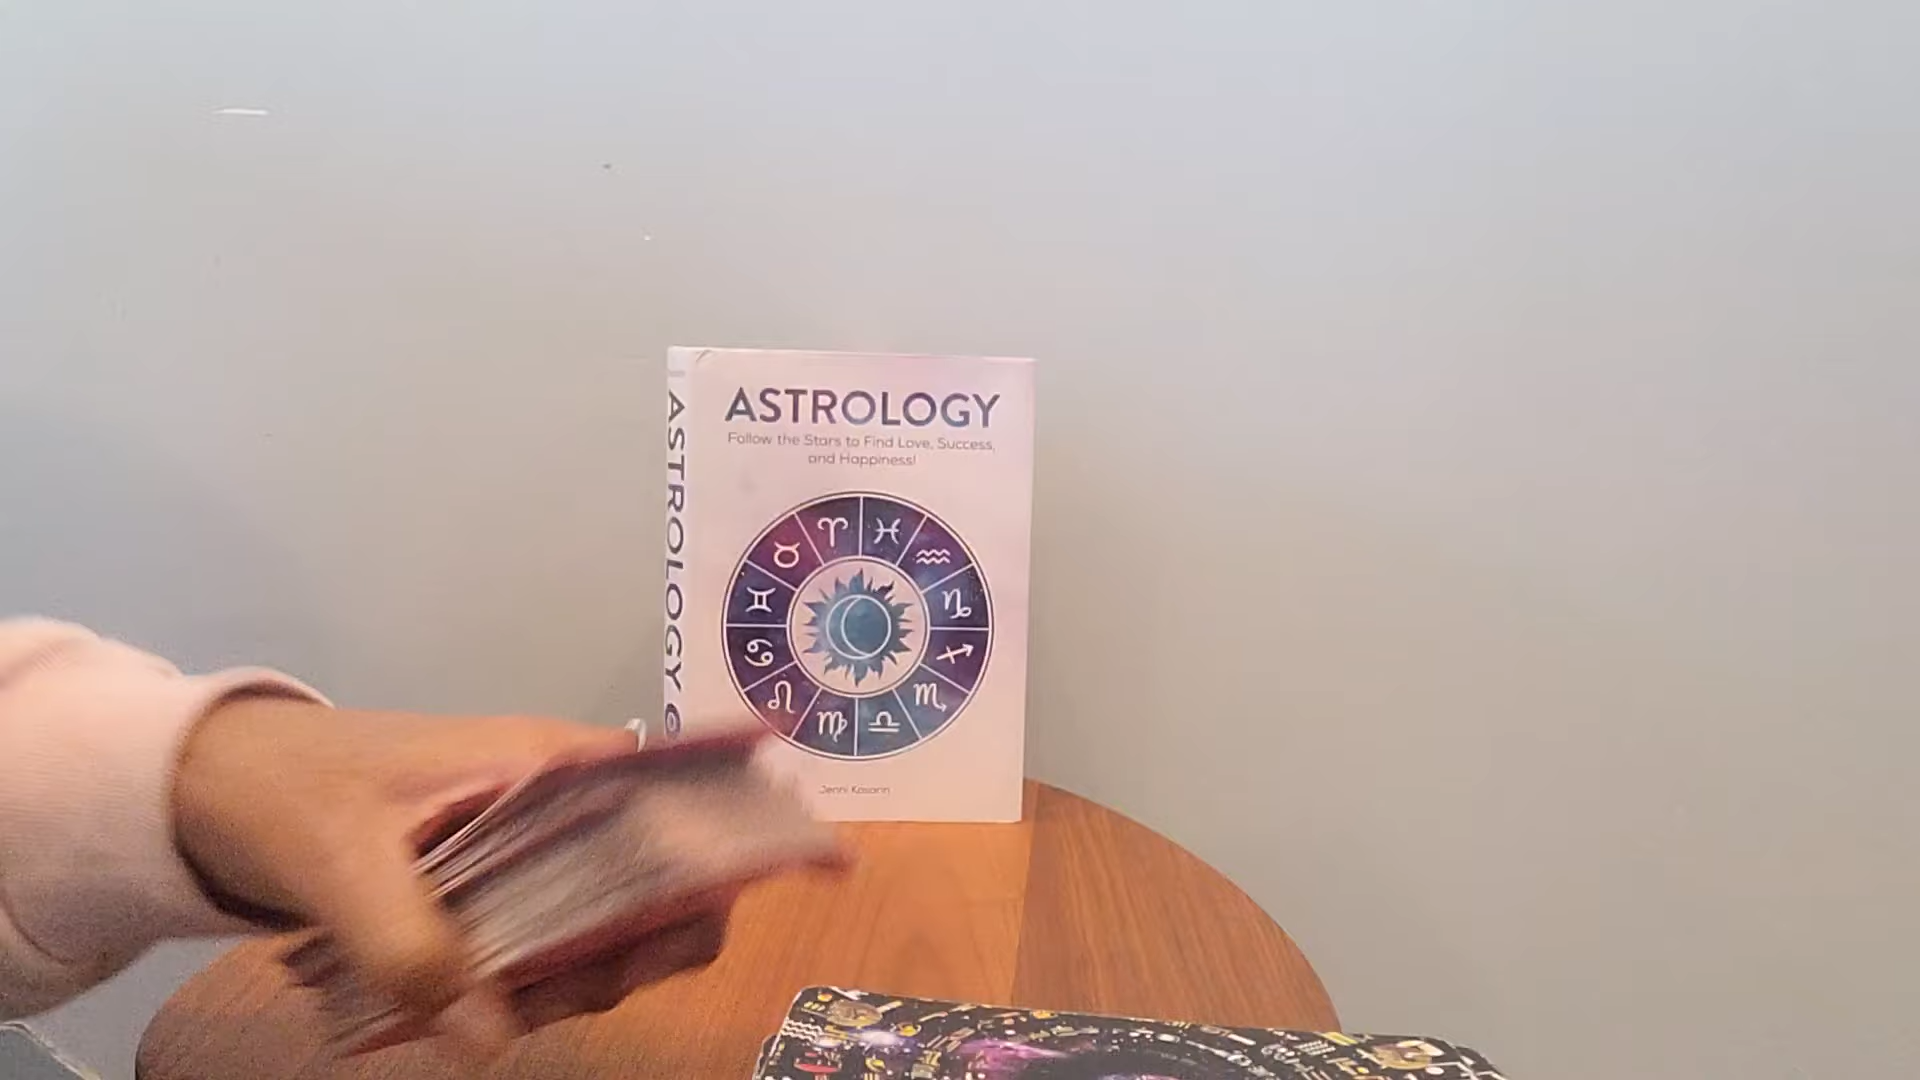 ASTROLOGY
Follow the Stars to Find Love, Success,
and Happiness!
Jenni Kosarin
ASTROLOGY